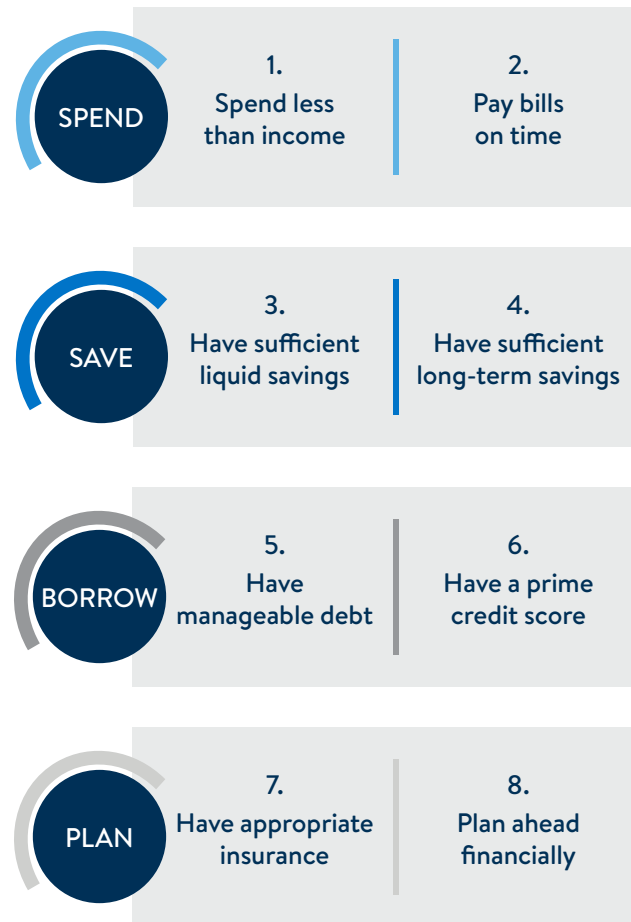 SPEND
1.
Spend less
than income
2.
Pay bills
on time
SAVE
3.
Have sufficient
liquid savings
4.
Have sufficient
long-term savings
BORROW
5.
Have
manageable debt
6.
Have a prime
credit score
PLAN
7.
Have appropriate
insurance
8.
Plan ahead
financially